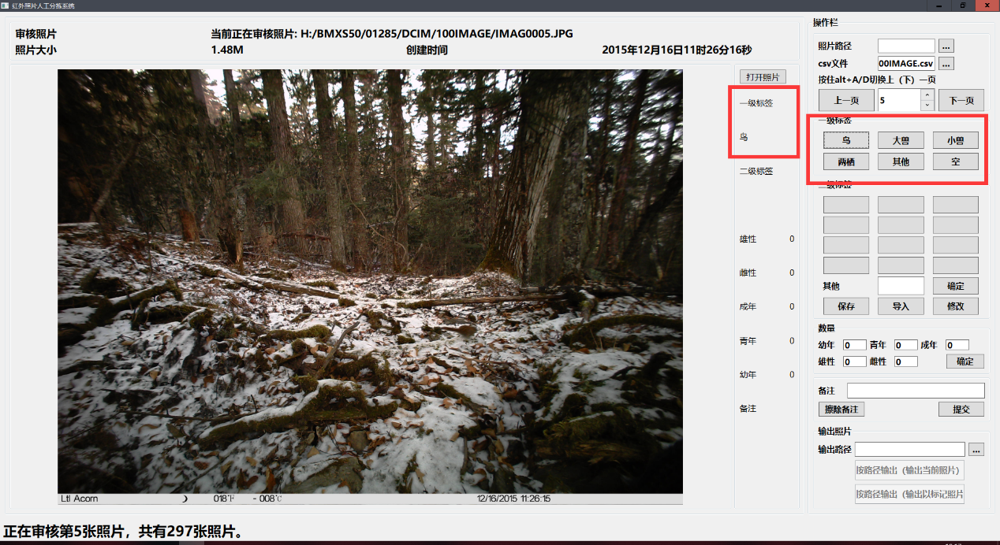 红外照片人工分拣系统
审核照片
当前正在审核照片: H:/BMXS50/01285/DCIM/100IMAGE/IMAG0005.JPG
照片大小
1.48M
创建时间
2015年12月16日11时26分16秒
打开照片
一级标签
鸟
二级标签
雄性 0
雌性 0
成年 0
青年 0
幼年 0
备注
Ltl Acorn
018°F - 008℃
12/16/2015 11:26:15
操作栏
照片路径 ...
csv文件 00IMAGE.csv ...
按住alt+A/D切换上（下）一页
上一页 5 下一页
一级标签
鸟 大兽 小兽
两栖 其他 空
二级标签
其他 确定
保存 导入 修改
数量
幼年 0 青年 0 成年 0
雄性 0 雌性 0 确定
备注
擦除备注 提交
输出照片
输出路径 ...
按路径输出（输出当前照片）
按路径输出（输出以标记照片
正在审核第5张照片，共有297张照片。